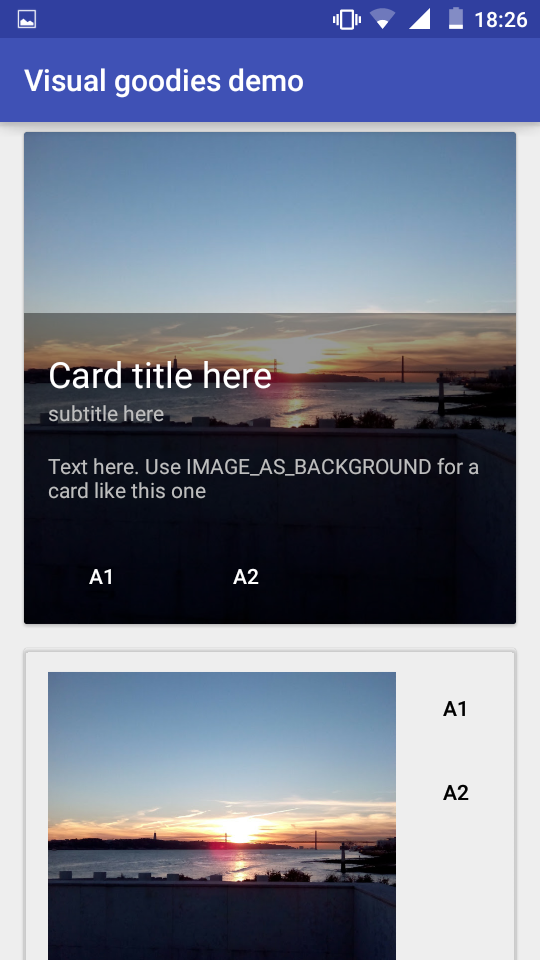 18:26
Visual goodies demo
Card title here
subtitle here
Text here. Use IMAGE_AS_BACKGROUND for a
card like this one
A1 A2
A1
A2